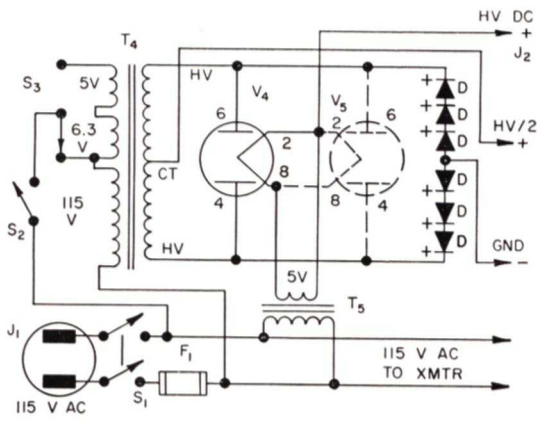 HV DC
+
J2
T4
S3
5V
HV
V4
V5
+ D
6
6
+ D
2
2
+ D
HV/2
+
6.3
V
CT
8
8
4
4
115
V
D
+
D
+
D
+
S2
HV
GND
-
5V
T5
J1
F1
115 V AC
TO XMTR
S1
115 V AC